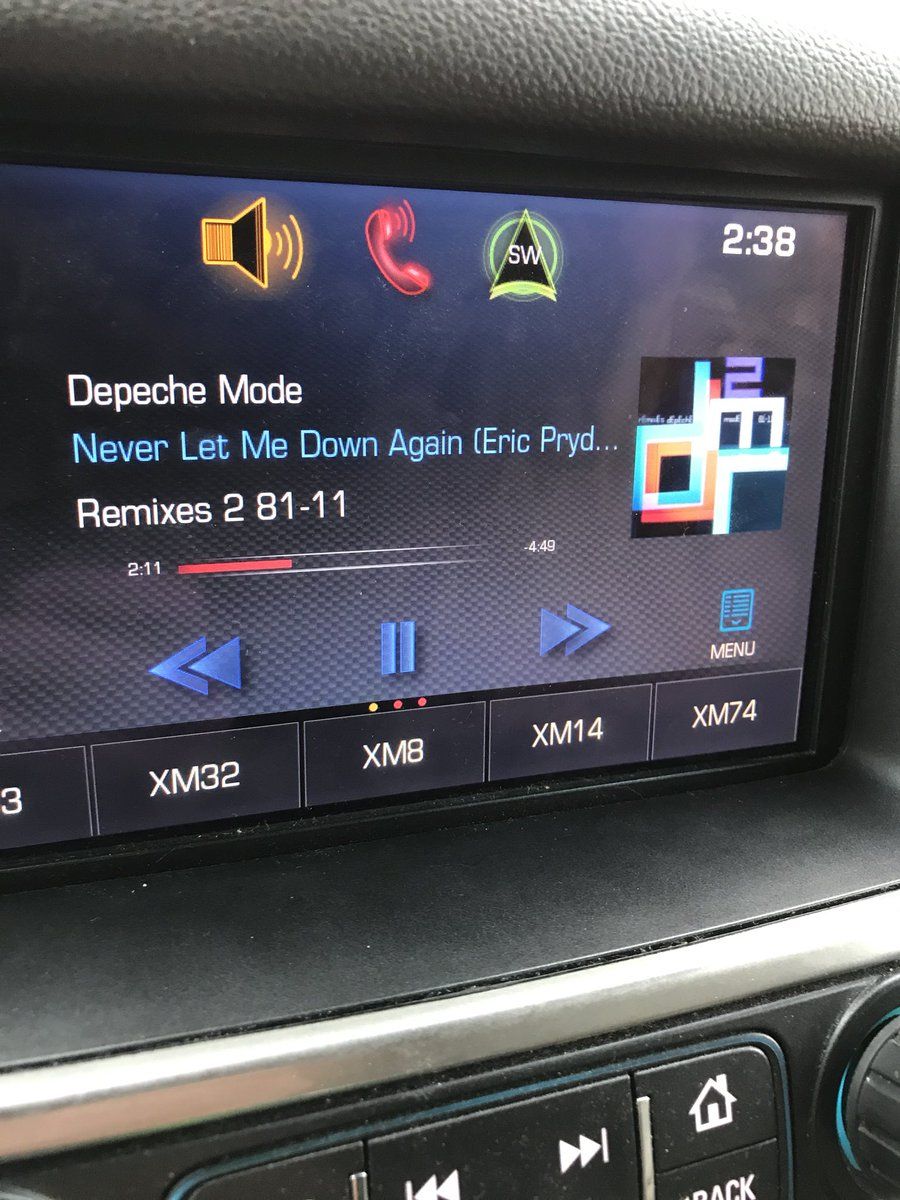 SW
2:38
Depeche Mode
Never Let Me Down Again (Eric Pryd...
Remixes 2 81-11
2:11
-4:49
MENU
3
XM32
XM8
XM14
XM74
BACK